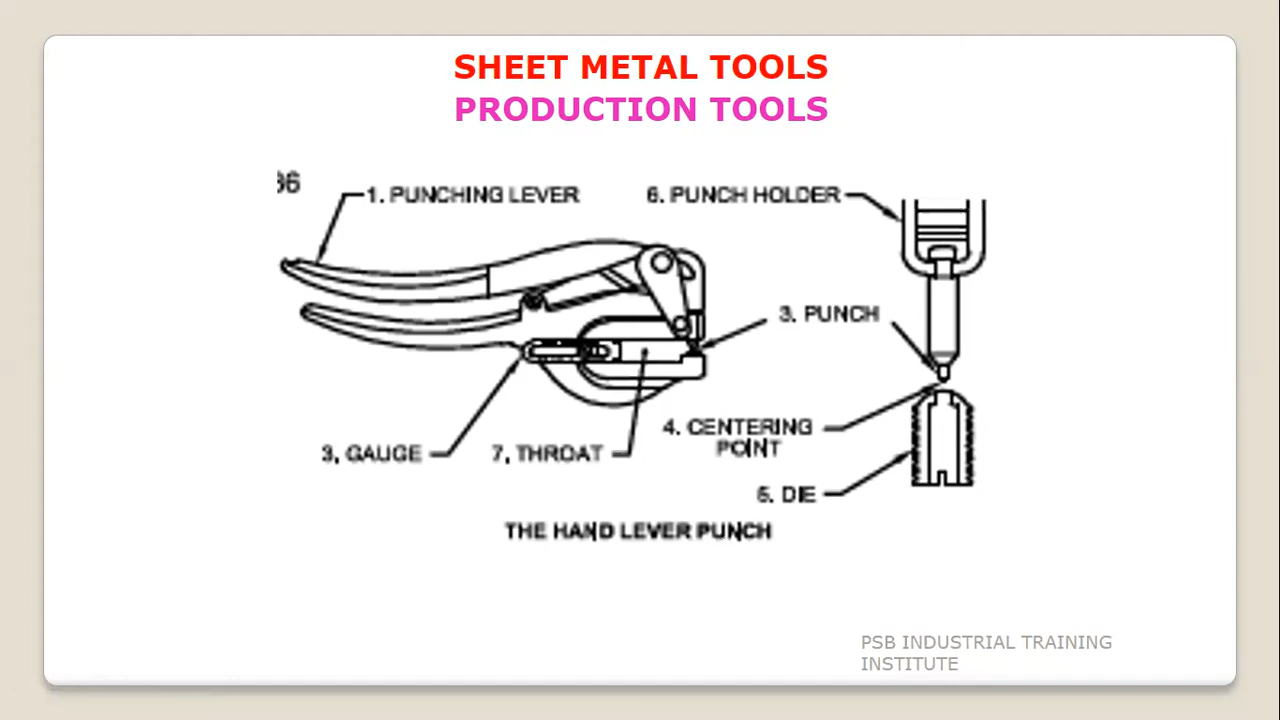 SHEET METAL TOOLS
PRODUCTION TOOLS
36
1. PUNCHING LEVER
6. PUNCH HOLDER
3. PUNCH
3, GAUGE
7, THROAT
4. CENTERING
POINT
5. DIE
THE HAND LEVER PUNCH
PSB INDUSTRIAL TRAINING
INSTITUTE